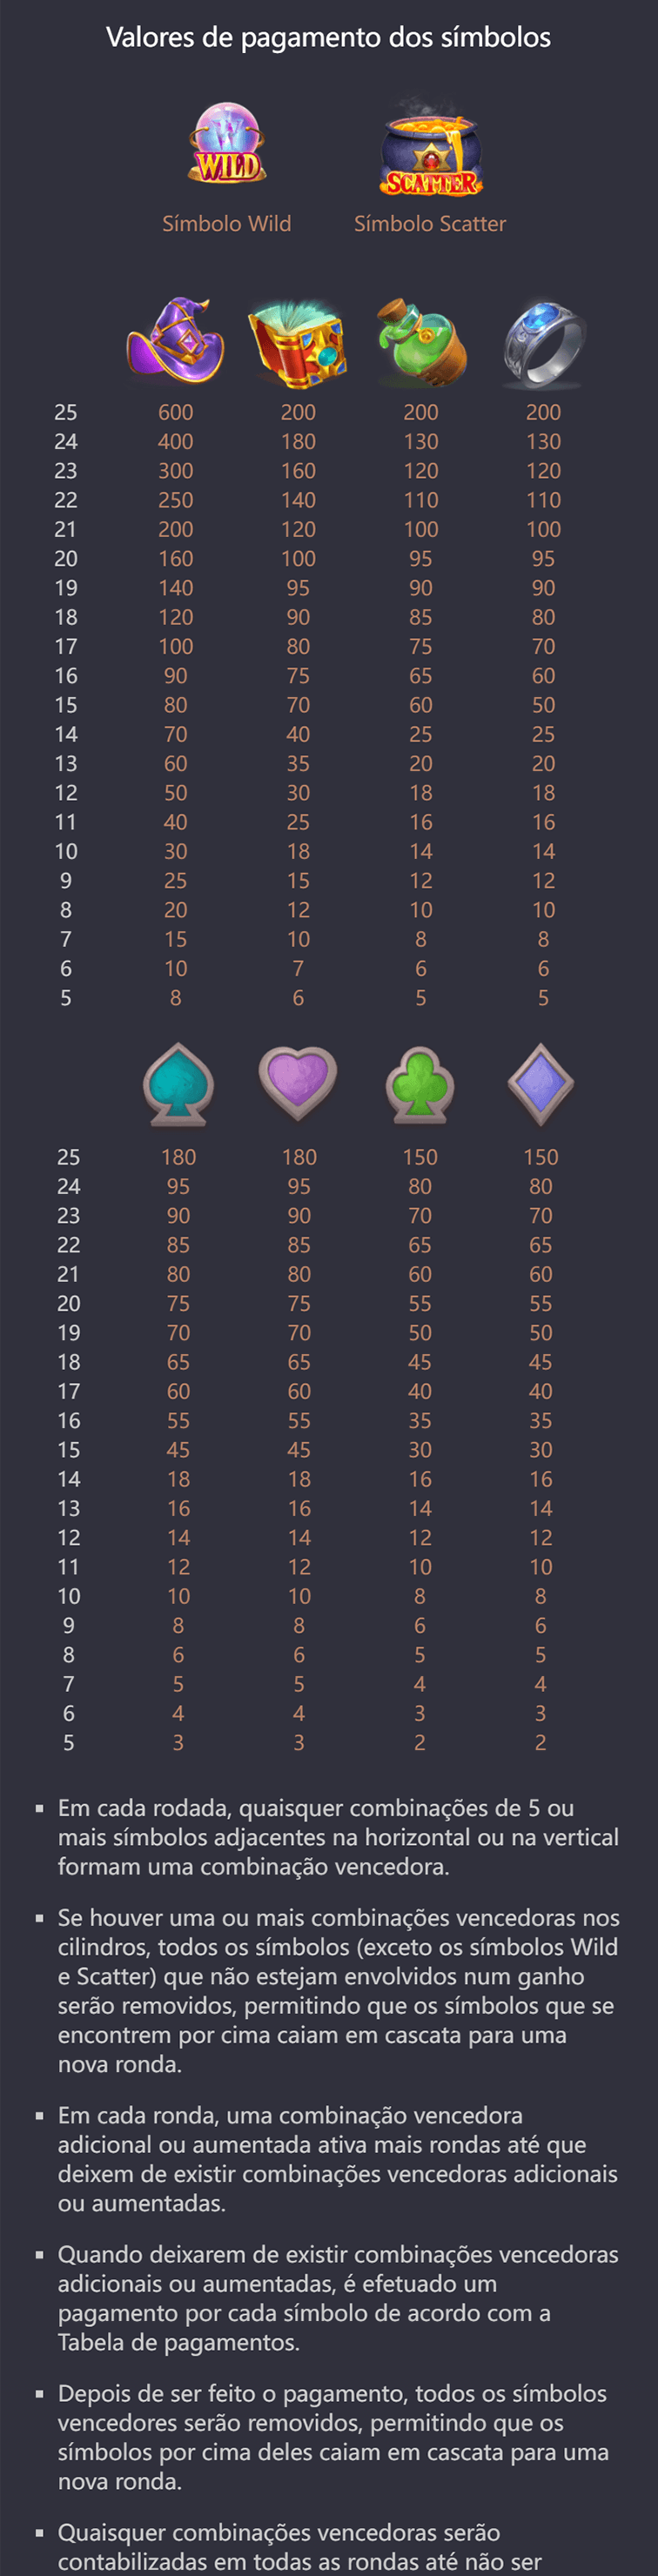 Valores de pagamento dos símbolos
W
WILD
SCATTER
Símbolo Wild Símbolo Scatter
25 600 200 200 200
24 400 180 130 130
23 300 160 120 120
22 250 140 110 110
21 200 120 100 100
20 160 100 95 95
19 140 95 90 90
18 120 90 85 80
17 100 80 75 70
16 90 75 65 60
15 80 70 60 50
14 70 40 25 25
13 60 35 20 20
12 50 30 18 18
11 40 25 16 16
10 30 18 14 14
9 25 15 12 12
8 20 12 10 10
7 15 10 8 8
6 10 7 6 6
5 8 6 5 5
25 180 180 150 150
24 95 95 80 80
23 90 90 70 70
22 85 85 65 65
21 80 80 60 60
20 75 75 55 55
19 70 70 50 50
18 65 65 45 45
17 60 60 40 40
16 55 55 35 35
15 45 45 30 30
14 18 18 16 16
13 16 16 14 14
12 14 14 12 12
11 12 12 10 10
10 10 10 8 8
9 8 8 6 6
8 6 6 5 5
7 5 5 4 4
6 4 4 3 3
5 3 3 2 2
▪ Em cada rodada, quaisquer combinações de 5 ou
mais símbolos adjacentes na horizontal ou na vertical
formam uma combinação vencedora.
▪ Se houver uma ou mais combinações vencedoras nos
cilindros, todos os símbolos (exceto os símbolos Wild
e Scatter) que não estejam envolvidos num ganho
serão removidos, permitindo que os símbolos que se
encontrem por cima caiam em cascata para uma
nova ronda.
▪ Em cada ronda, uma combinação vencedora
adicional ou aumentada ativa mais rondas até que
deixem de existir combinações vencedoras adicionais
ou aumentadas.
▪ Quando deixarem de existir combinações vencedoras
adicionais ou aumentadas, é efetuado um
pagamento por cada símbolo de acordo com a
Tabela de pagamentos.
▪ Depois de ser feito o pagamento, todos os símbolos
vencedores serão removidos, permitindo que os
símbolos por cima deles caiam em cascata para uma
nova ronda.
▪ Quaisquer combinações vencedoras serão
contabilizadas em todas as rondas até não ser